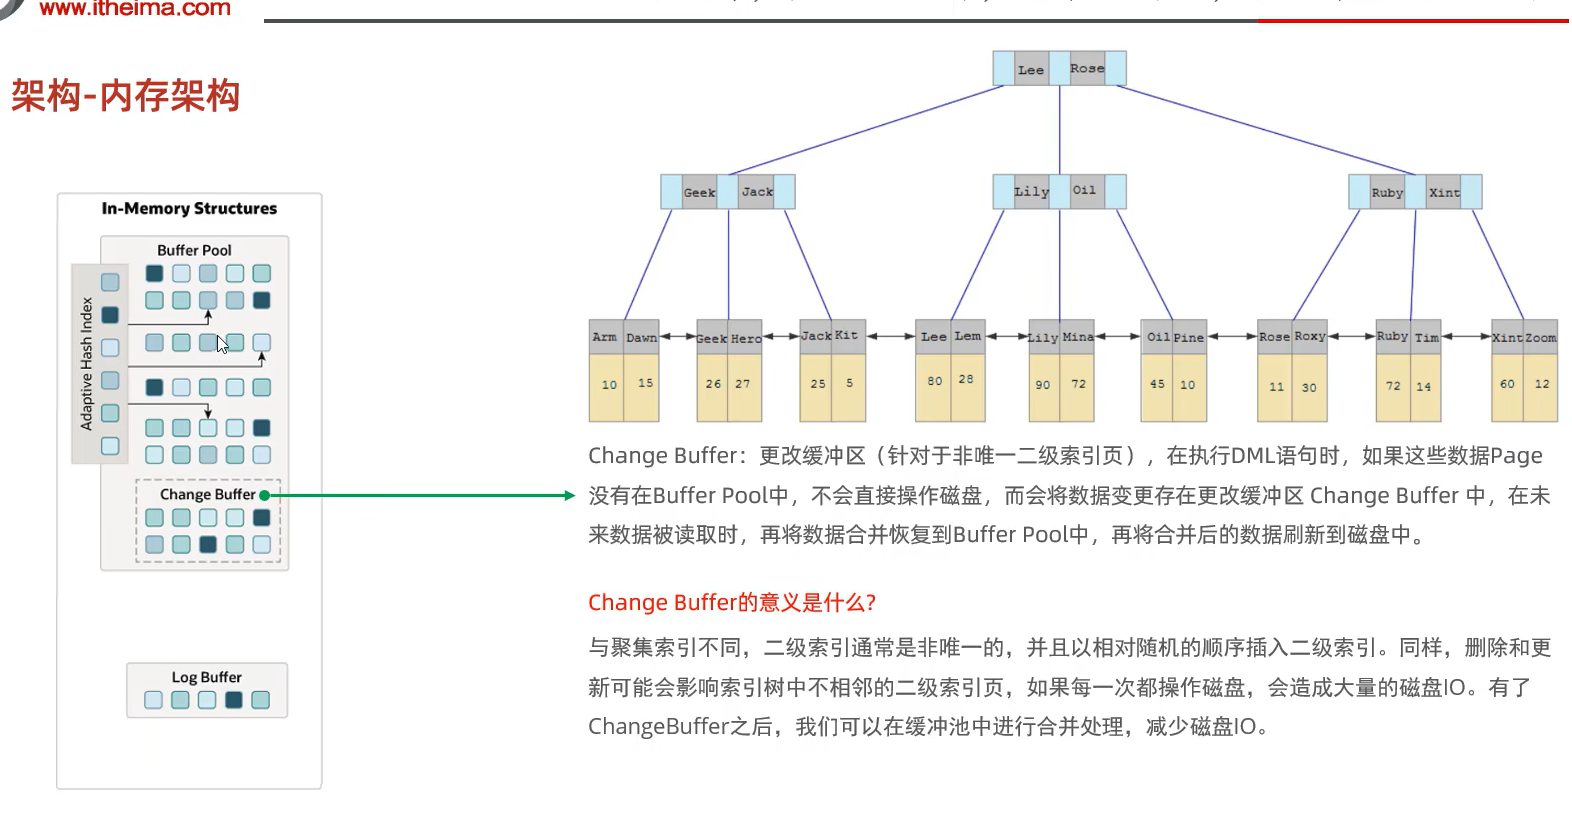 www.itheima.com
架构-内存架构
In-Memory Structures
Buffer Pool
Adaptive Hash Index
Change Buffer
Log Buffer
Lee Rose
Geek Jack
Lily Oil
Ruby Xint
Arm Dawn
Geek Hero
Jack Kit
Lee Lem
Lily Mina
Oil Pine
Rose Roxy
Ruby Tim
Xint Zoom
10 15
26 27
25 5
80 28
90 72
45 10
11 30
72 14
60 12
Change Buffer：更改缓冲区（针对于非唯一二级索引页），在执行DML语句时，如果这些数据Page
没有在Buffer Pool中，不会直接操作磁盘，而会将数据变更存在更改缓冲区 Change Buffer 中，在未
来数据被读取时，再将数据合并恢复到Buffer Pool中，再将合并后的数据刷新到磁盘中。
Change Buffer的意义是什么?
与聚集索引不同，二级索引通常是非唯一的，并且以相对随机的顺序插入二级索引。同样，删除和更
新可能会影响索引树中不相邻的二级索引页，如果每一次都操作磁盘，会造成大量的磁盘IO。有了
ChangeBuffer之后，我们可以在缓冲池中进行合并处理，减少磁盘IO。